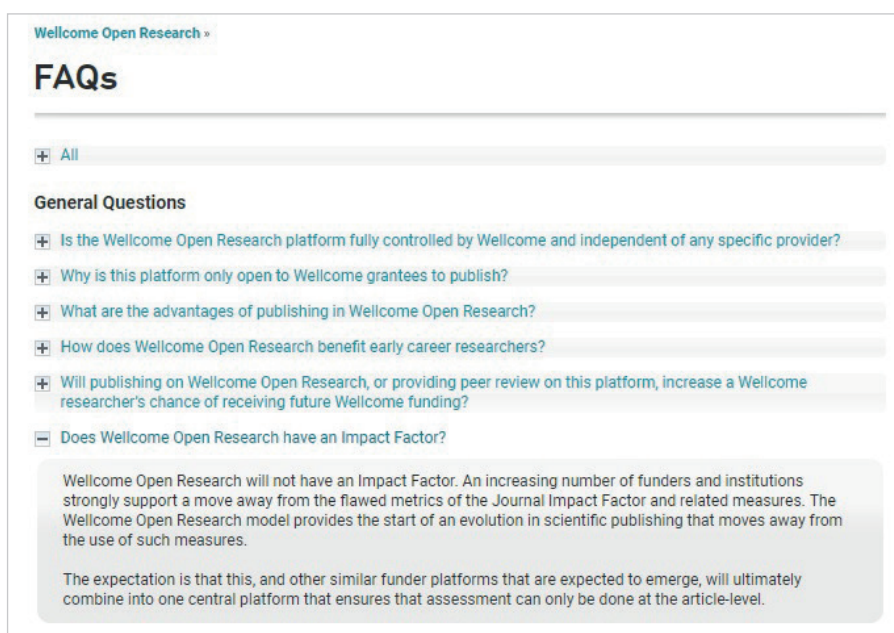 Wellcome Open Research »
FAQs
All
General Questions
Is the Wellcome Open Research platform fully controlled by Wellcome and independent of any specific provider?
Why is this platform only open to Wellcome grantees to publish?
What are the advantages of publishing in Wellcome Open Research?
How does Wellcome Open Research benefit early career researchers?
Will publishing on Wellcome Open Research, or providing peer review on this platform, increase a Wellcome
researcher's chance of receiving future Wellcome funding?
Does Wellcome Open Research have an Impact Factor?
Wellcome Open Research will not have an Impact Factor. An increasing number of funders and institutions
strongly support a move away from the flawed metrics of the Journal Impact Factor and related measures. The
Wellcome Open Research model provides the start of an evolution in scientific publishing that moves away from
the use of such measures.
The expectation is that this, and other similar funder platforms that are expected to emerge, will ultimately
combine into one central platform that ensures that assessment can only be done at the article-level.